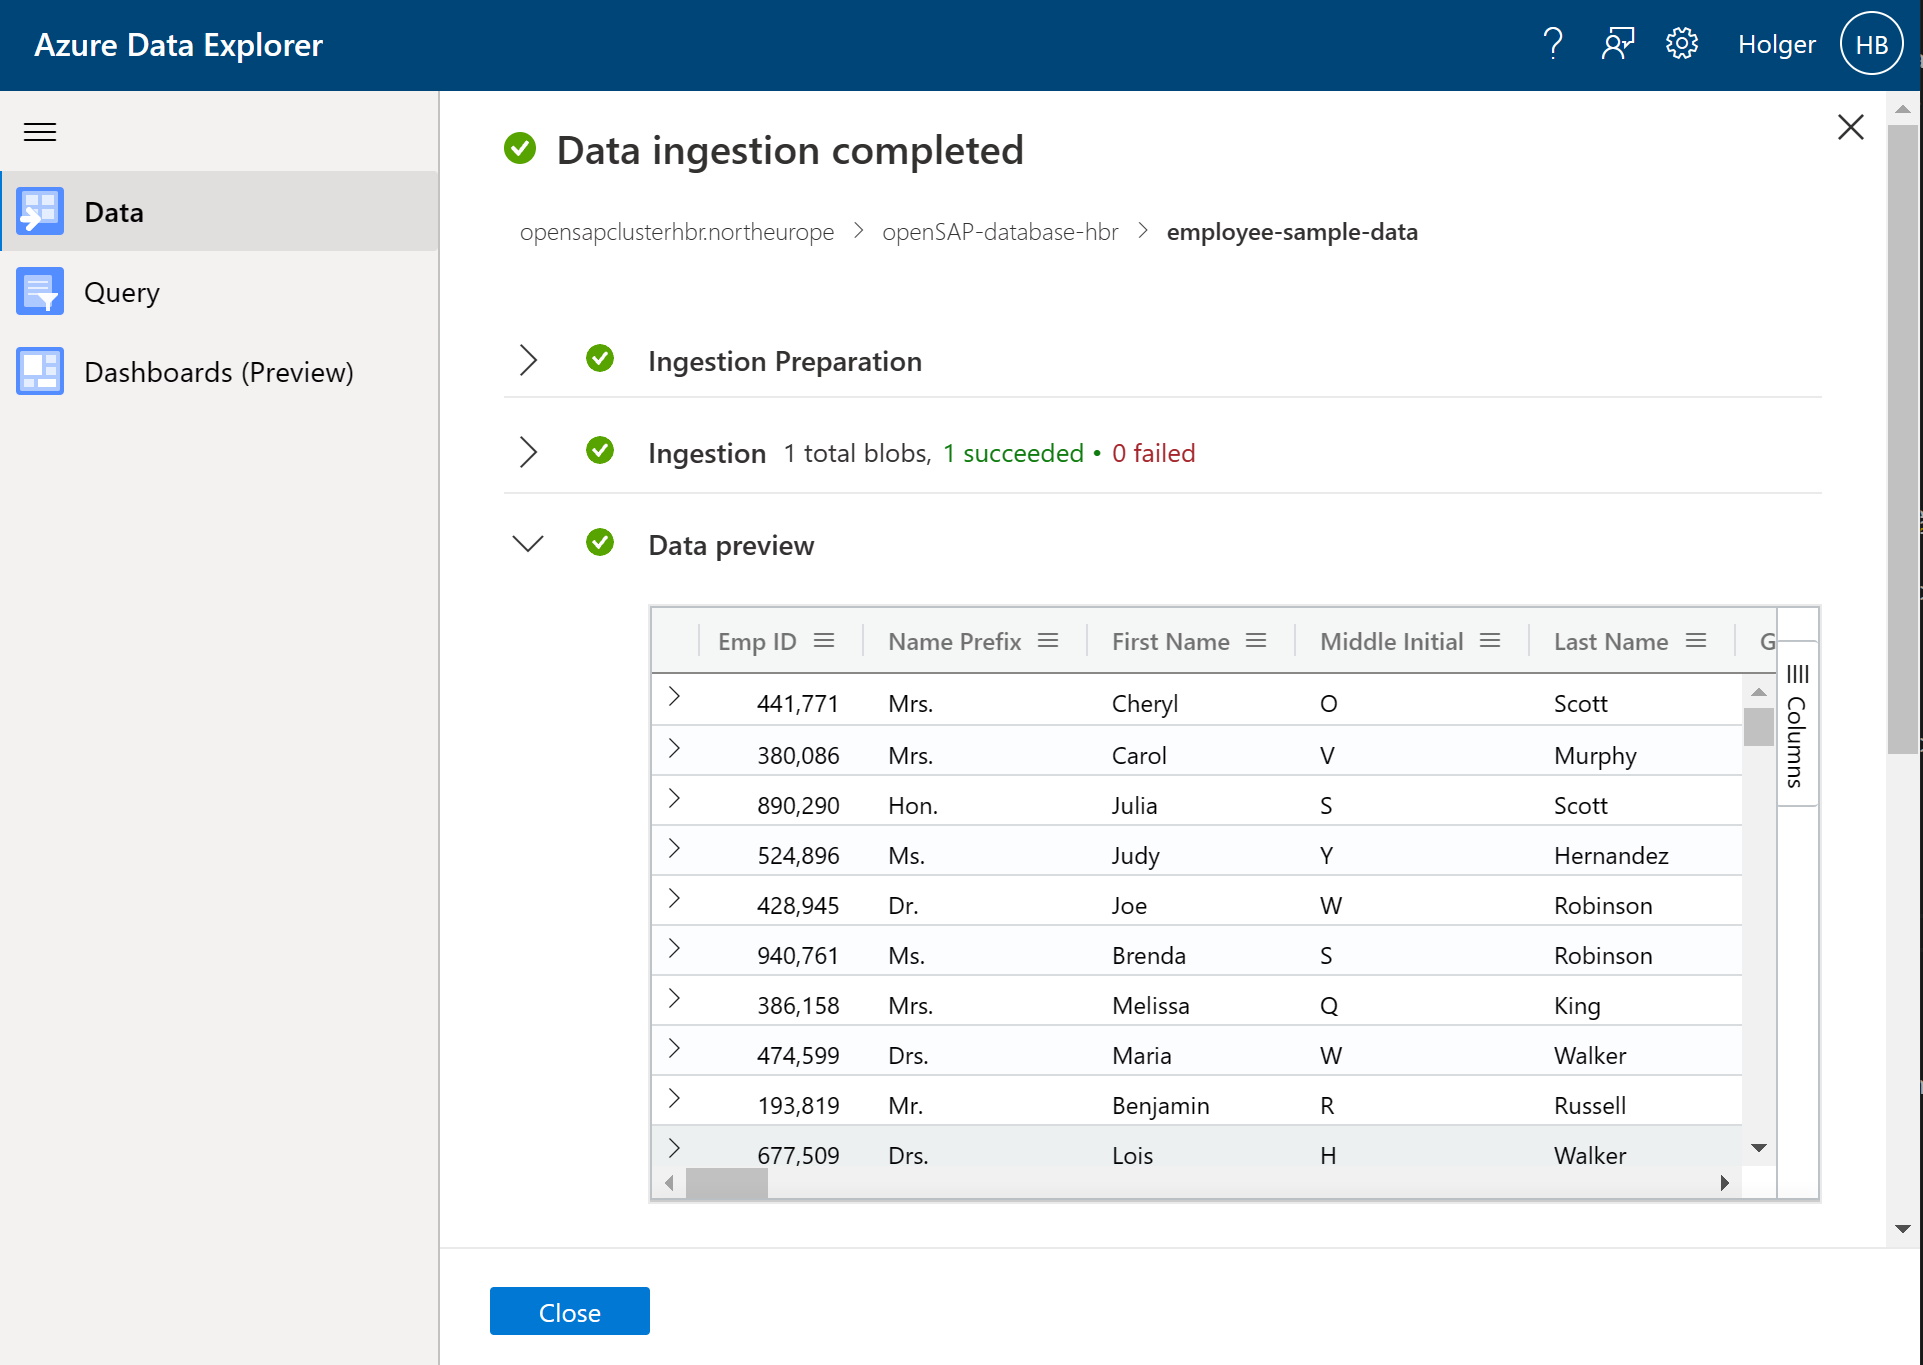 Azure Data Explorer
Holger HB
Data ingestion completed
Data
opensapclusterhbr.northeurope > openSAP-database-hbr > employee-sample-data
Query
Dashboards (Preview)
Ingestion Preparation
Ingestion 1 total blobs, 1 succeeded • 0 failed
Data preview
Emp ID Name Prefix First Name Middle Initial Last Name G
Columns
441,771 Mrs. Cheryl O Scott
380,086 Mrs. Carol V Murphy
890,290 Hon. Julia S Scott
524,896 Ms. Judy Y Hernandez
428,945 Dr. Joe W Robinson
940,761 Ms. Brenda S Robinson
386,158 Mrs. Melissa Q King
474,599 Drs. Maria W Walker
193,819 Mr. Benjamin R Russell
677,509 Drs. Lois H Walker
Close